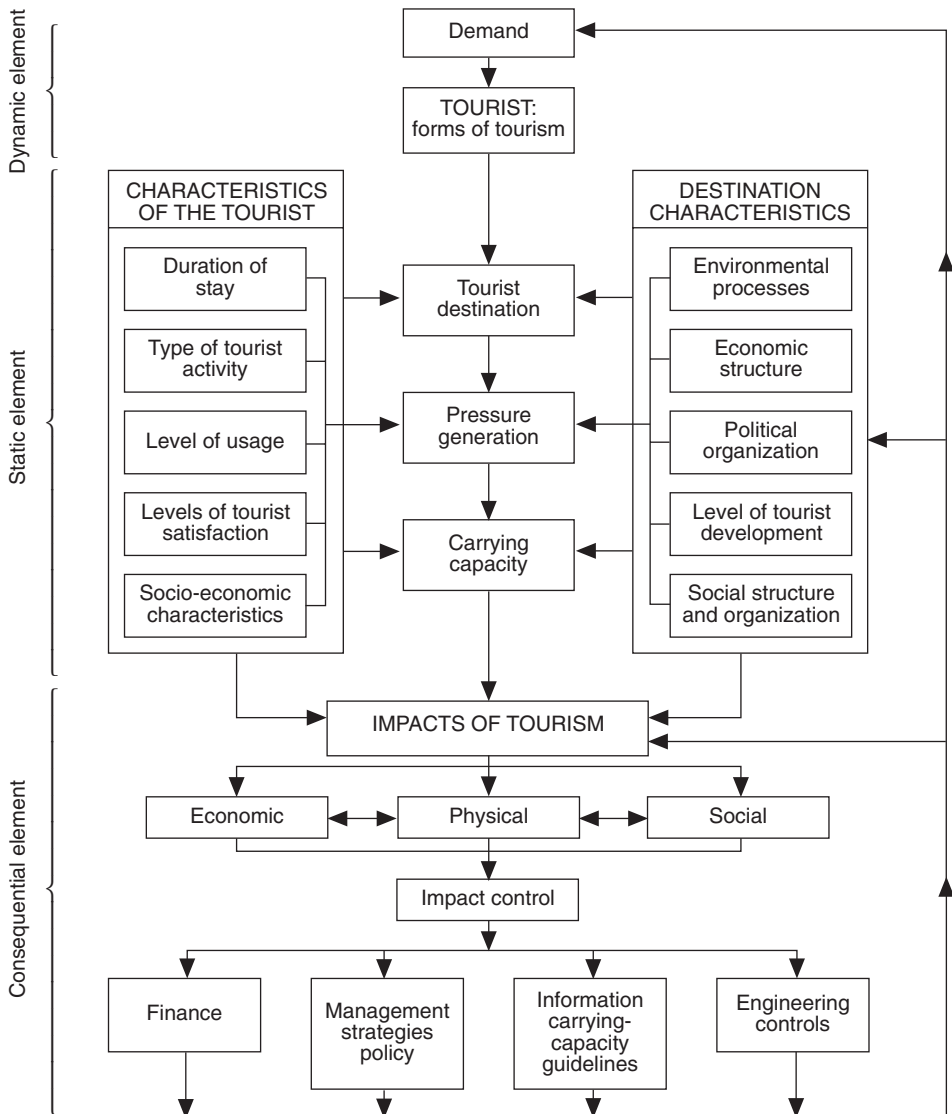 Dynamic element
Demand
TOURIST:
forms of tourism
Static element
CHARACTERISTICS
OF THE TOURIST
Duration of
stay
Type of tourist
activity
Level of usage
Levels of tourist
satisfaction
Socio-economic
characteristics
Tourist
destination
Pressure
generation
Carrying
capacity
DESTINATION
CHARACTERISTICS
Environmental
processes
Economic
structure
Political
organization
Level of tourist
development
Social structure
and organization
Consequential element
IMPACTS OF TOURISM
Economic
Physical
Social
Impact control
Finance
Management
strategies
policy
Information
carrying-
capacity
guidelines
Engineering
controls